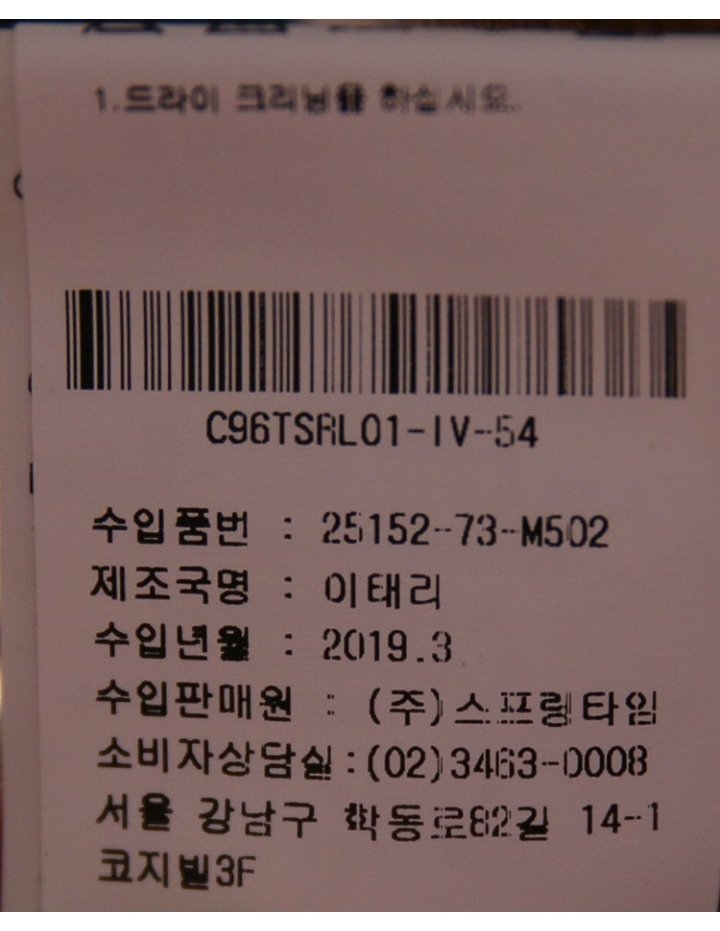 1.드라이 크리닝을 하십시요.
C96TSRL01-IV-54
수입품번 : 25152-73-M502
제조국명 : 이태리
수입년월 : 2019.3
수입판매원 : (주)스프링타임
소비자상담실:(02)3463-0008
서울 강남구 학동로82길 14-1
코지빌3F